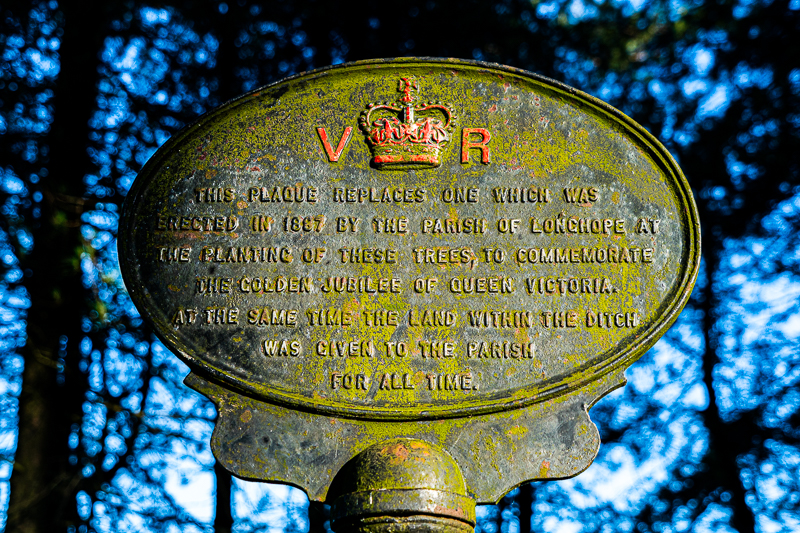 V R
THIS PLAQUE REPLACES ONE WHICH WAS
ERECTED IN 1887 BY THE PARISH OF LONGHOPE AT
THE PLANTING OF THESE TREES, TO COMMEMORATE
THE GOLDEN JUBILEE OF QUEEN VICTORIA.
AT THE SAME TIME THE LAND WITHIN THE DITCH
WAS GIVEN TO THE PARISH
FOR ALL TIME.